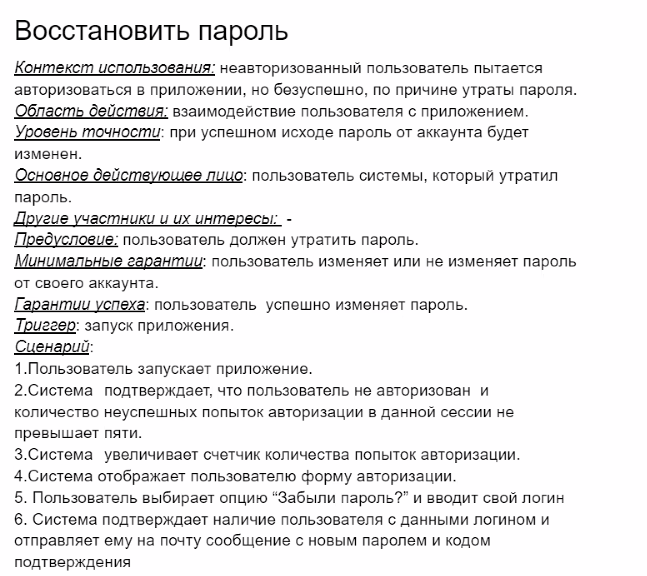 Восстановить пароль
Контекст использования: неавторизованный пользователь пытается
авторизоваться в приложении, но безуспешно, по причине утраты пароля.
Область действия: взаимодействие пользователя с приложением.
Уровень точности: при успешном исходе пароль от аккаунта будет
изменен.
Основное действующее лицо: пользователь системы, который утратил
пароль.
Другие участники и их интересы: -
Предусловие: пользователь должен утратить пароль.
Минимальные гарантии: пользователь изменяет или не изменяет пароль
от своего аккаунта.
Гарантии успеха: пользователь успешно изменяет пароль.
Триггер: запуск приложения.
Сценарий:
1.Пользователь запускает приложение.
2.Система подтверждает, что пользователь не авторизован и
количество неуспешных попыток авторизации в данной сессии не
превышает пяти.
3.Система увеличивает счетчик количества попыток авторизации.
4.Система отображает пользователю форму авторизации.
5. Пользователь выбирает опцию “Забыли пароль?” и вводит свой логин
6. Система подтверждает наличие пользователя с данными логином и
отправляет ему на почту сообщение с новым паролем и кодом
подтверждения